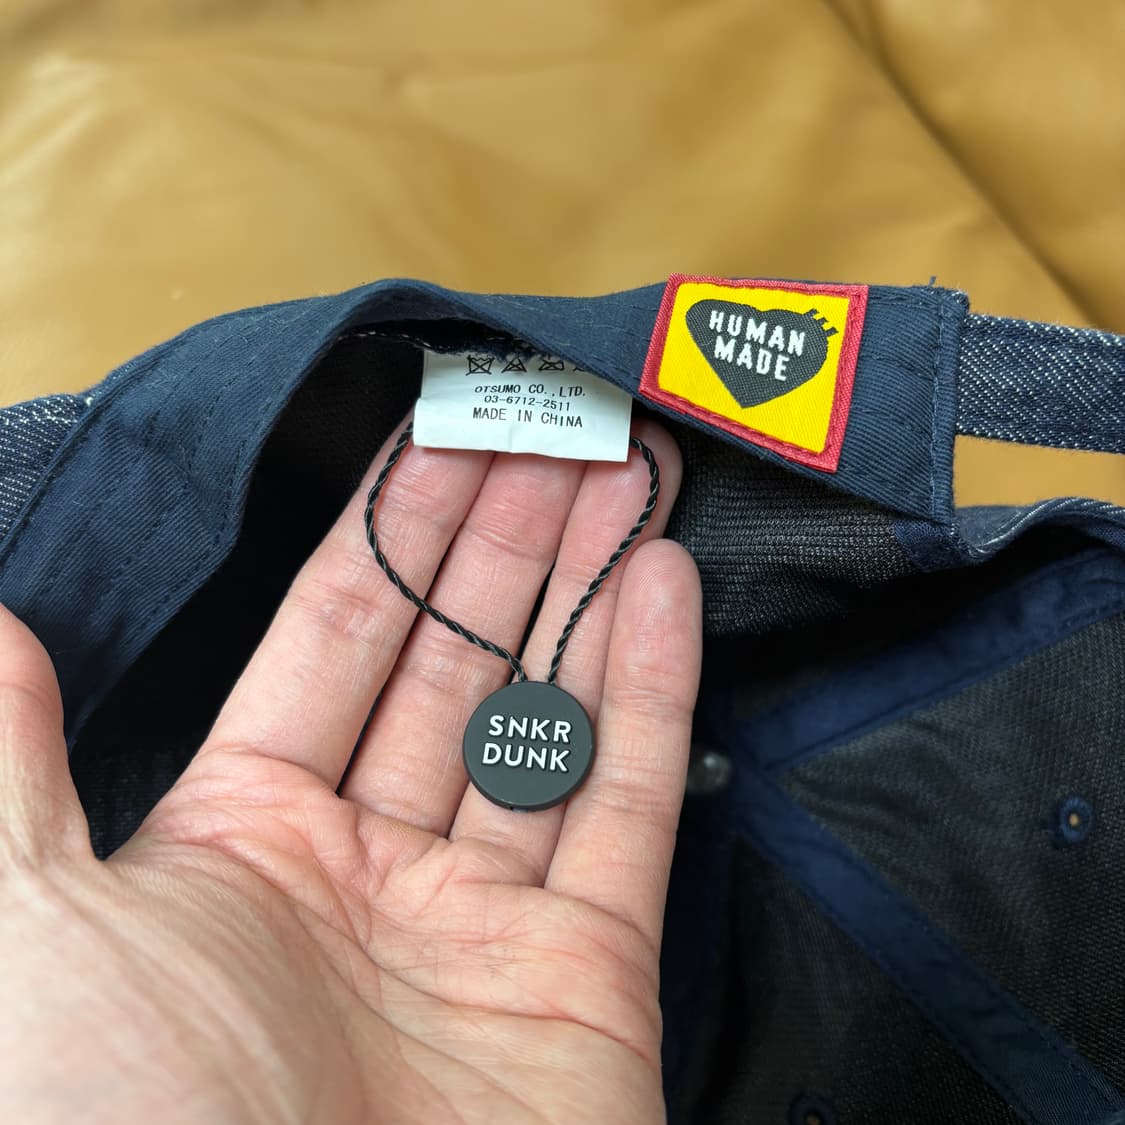 HUMAN
MADE
OTSUMO CO.,LTD.
03-6712-2511
MADE IN CHINA
SNKR
DUNK